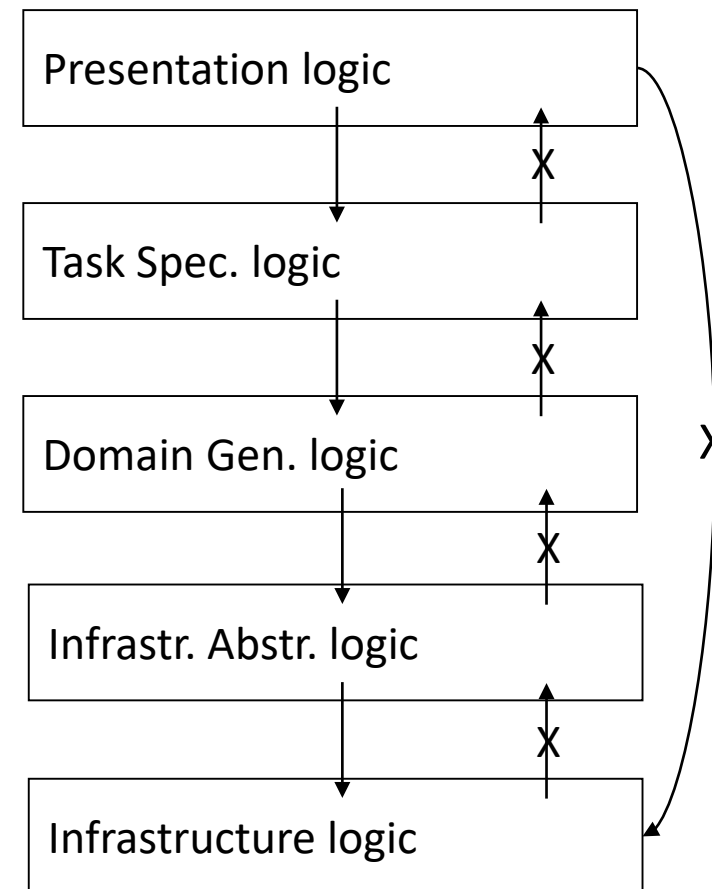 Presentation logic
X
Task Spec. logic
X
Domain Gen. logic
X
X
Infrastr. Abstr. logic
X
Infrastructure logic